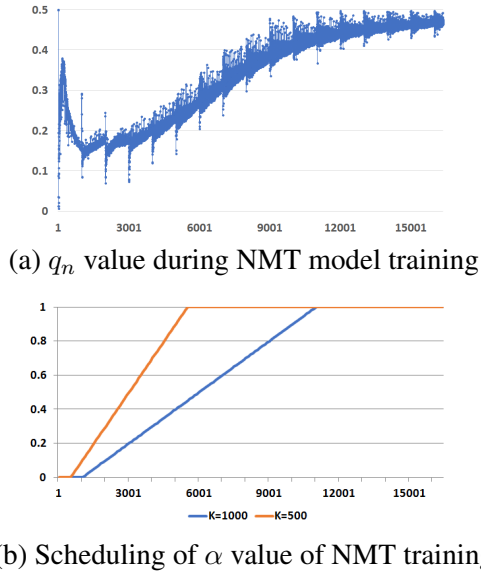 0.5
0.4
0.3
0.2
0.1
0
1 3001 6001 9001 12001 15001
(a) qₙ value during NMT model training
1
0.8
0.6
0.4
0.2
0
1 3001 6001 9001 12001 15001
K=1000 K=500
b) Scheduling of α value of NMT training